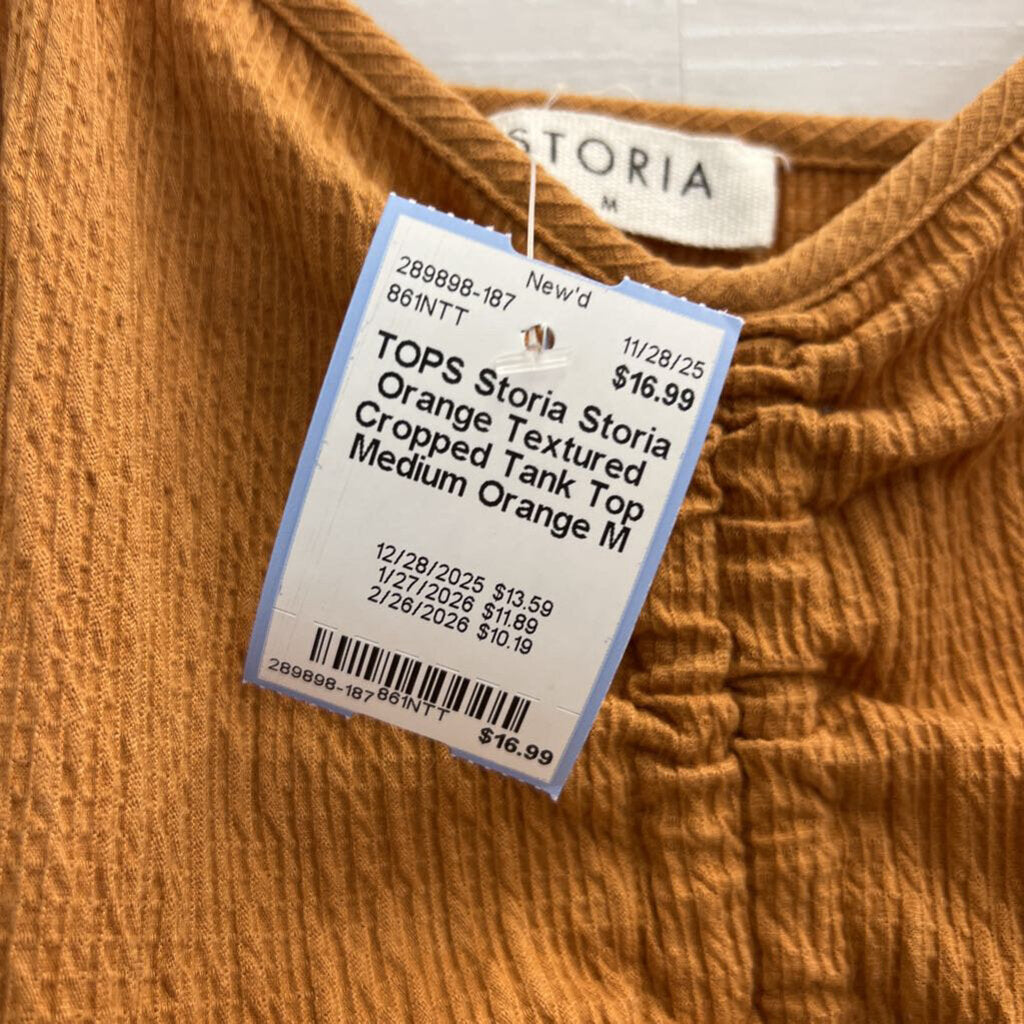 STORIA
M
New'd
289898-187
861NTT
11/28/25
$16.99
TOPS Storia Storia
Orange Textured
Cropped Tank Top
Medium Orange M
12/28/2025 $13.59
1/27/2026 $11.89
2/26/2026 $10.19
289898-187 861NTT
$16.99